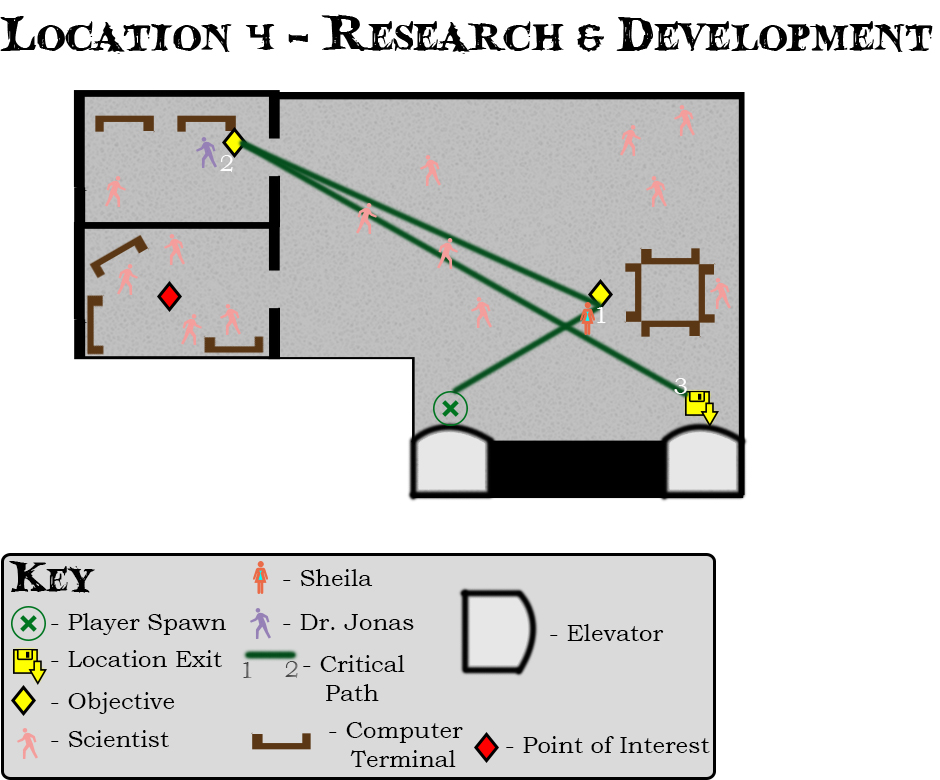 Location 4 - Research & Development
2
1
3
Key
- Sheila
- Player Spawn
- Dr. Jonas
- Elevator
- Location Exit
1 2 - Critical
Path
- Objective
- Scientist
- Computer
Terminal
- Point of Interest